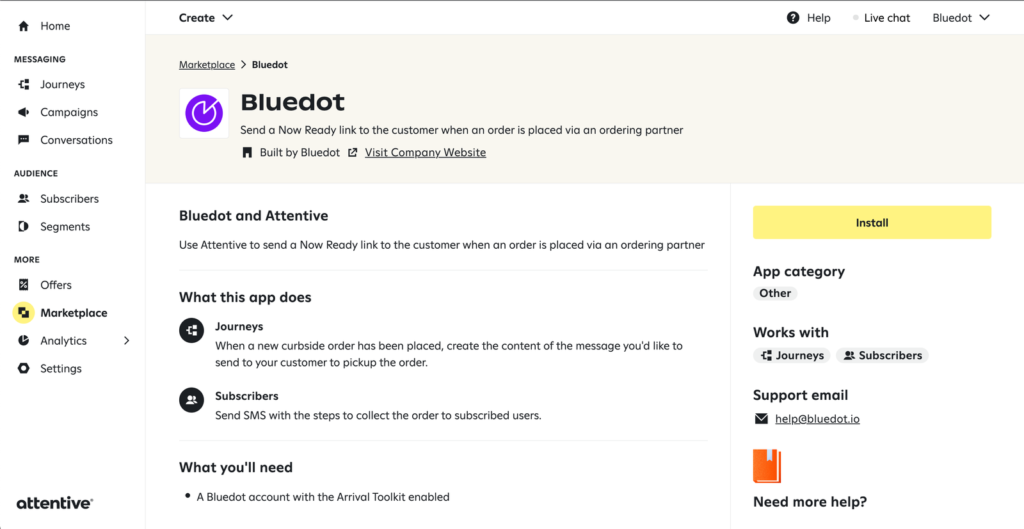 Home
MESSAGING
Journeys
Campaigns
Conversations
AUDIENCE
Subscribers
Segments
MORE
Offers
Marketplace
Analytics
Settings
attentive®
Create
Help
Live chat
Bluedot
Marketplace > Bluedot
Bluedot
Send a Now Ready link to the customer when an order is placed via an ordering partner
Built by Bluedot
Visit Company Website
Bluedot and Attentive
Use Attentive to send a Now Ready link to the customer when an order is placed via an ordering partner
What this app does
Journeys
When a new curbside order has been placed, create the content of the message you'd like to
send to your customer to pickup the order.
Subscribers
Send SMS with the steps to collect the order to subscribed users.
What you'll need
• A Bluedot account with the Arrival Toolkit enabled
Install
App category
Other
Works with
Journeys
Subscribers
Support email
help@bluedot.io
Need more help?